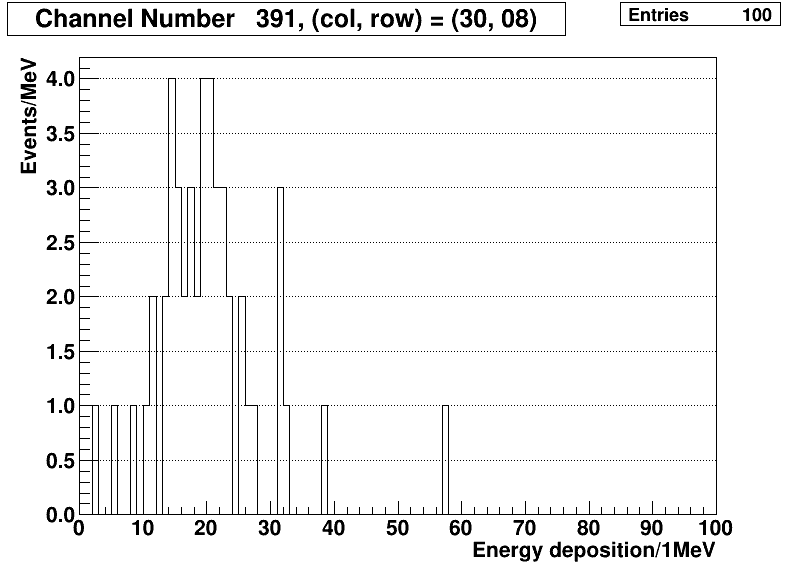 Channel Number 391, (col, row) = (30, 08)
Entries 100
Events/MeV
4.0
3.5
3.0
2.5
2.0
1.5
1.0
0.5
0.0
0 10 20 30 40 50 60 70 80 90 100
Energy deposition/1MeV